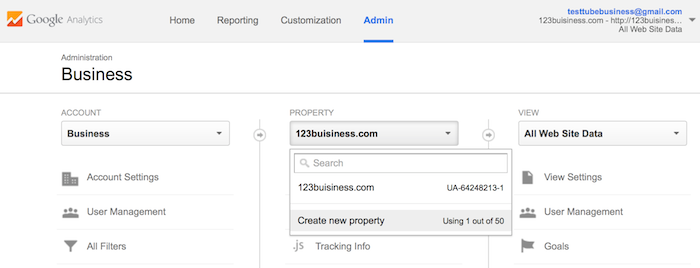 Google Analytics
Home Reporting Customization Admin
testtubebusiness@gmail.com
123buisiness.com - http://123buisines...
All Web Site Data
Administration
Business
ACCOUNT PROPERTY VIEW
Business 123buisiness.com All Web Site Data
Search
Account Settings 123buisiness.com UA-64248213-1 View Settings
User Management Create new property Using 1 out of 50 User Management
All Filters .js Tracking Info Goals